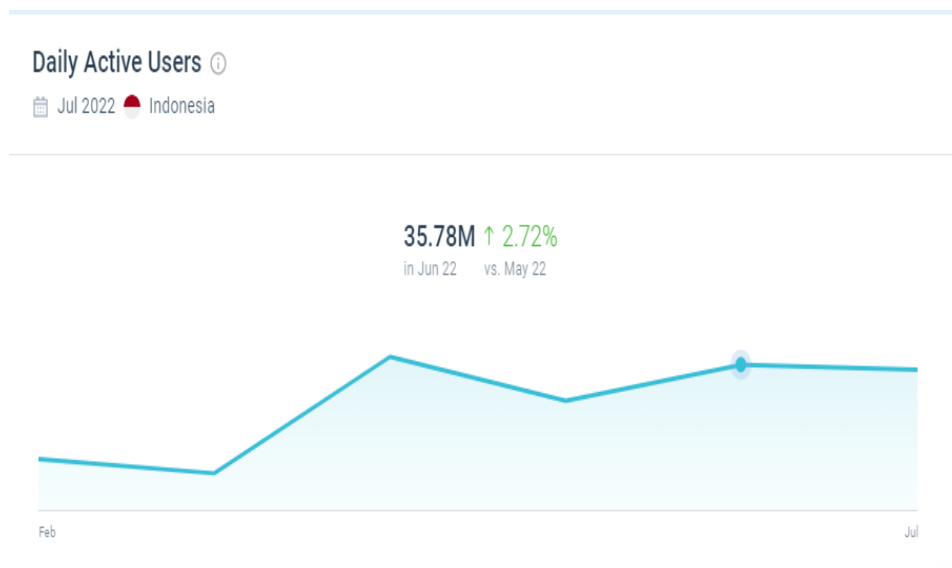 Daily Active Users
Jul 2022 Indonesia
35.78M ↑ 2.72%
in Jun 22 vs. May 22
Feb Jul